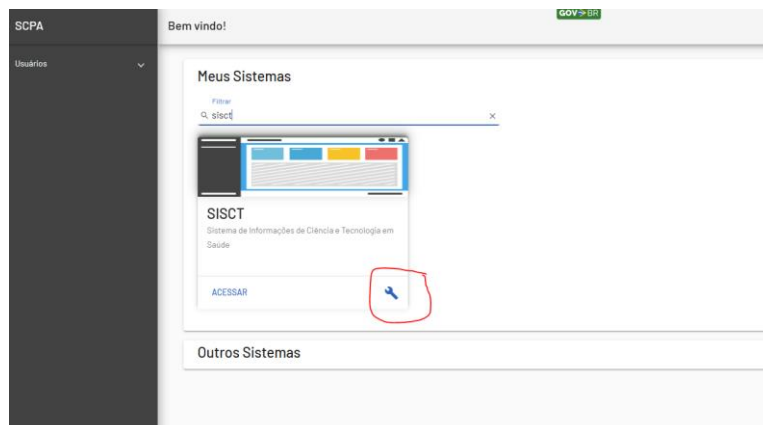 GOV BR
SCPA
Bem vindo!
Usuários
Meus Sistemas
Filtrar
sisct
SISCT
Sistema de Informações de Ciência e Tecnologia em
Saúde
ACESSAR
Outros Sistemas